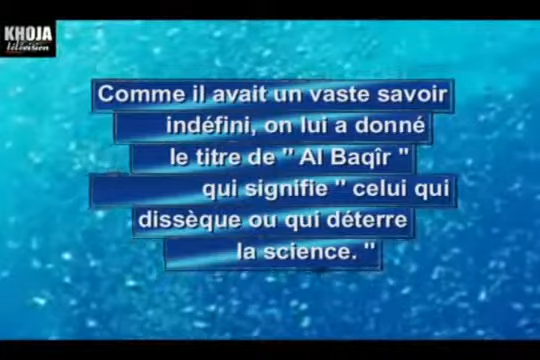 KHOJA
télévision
Comme il avait un vaste savoir
indéfini, on lui a donné
le titre de " Al Baqîr "
qui signifie " celui qui
dissèque ou qui déterre
la science. "